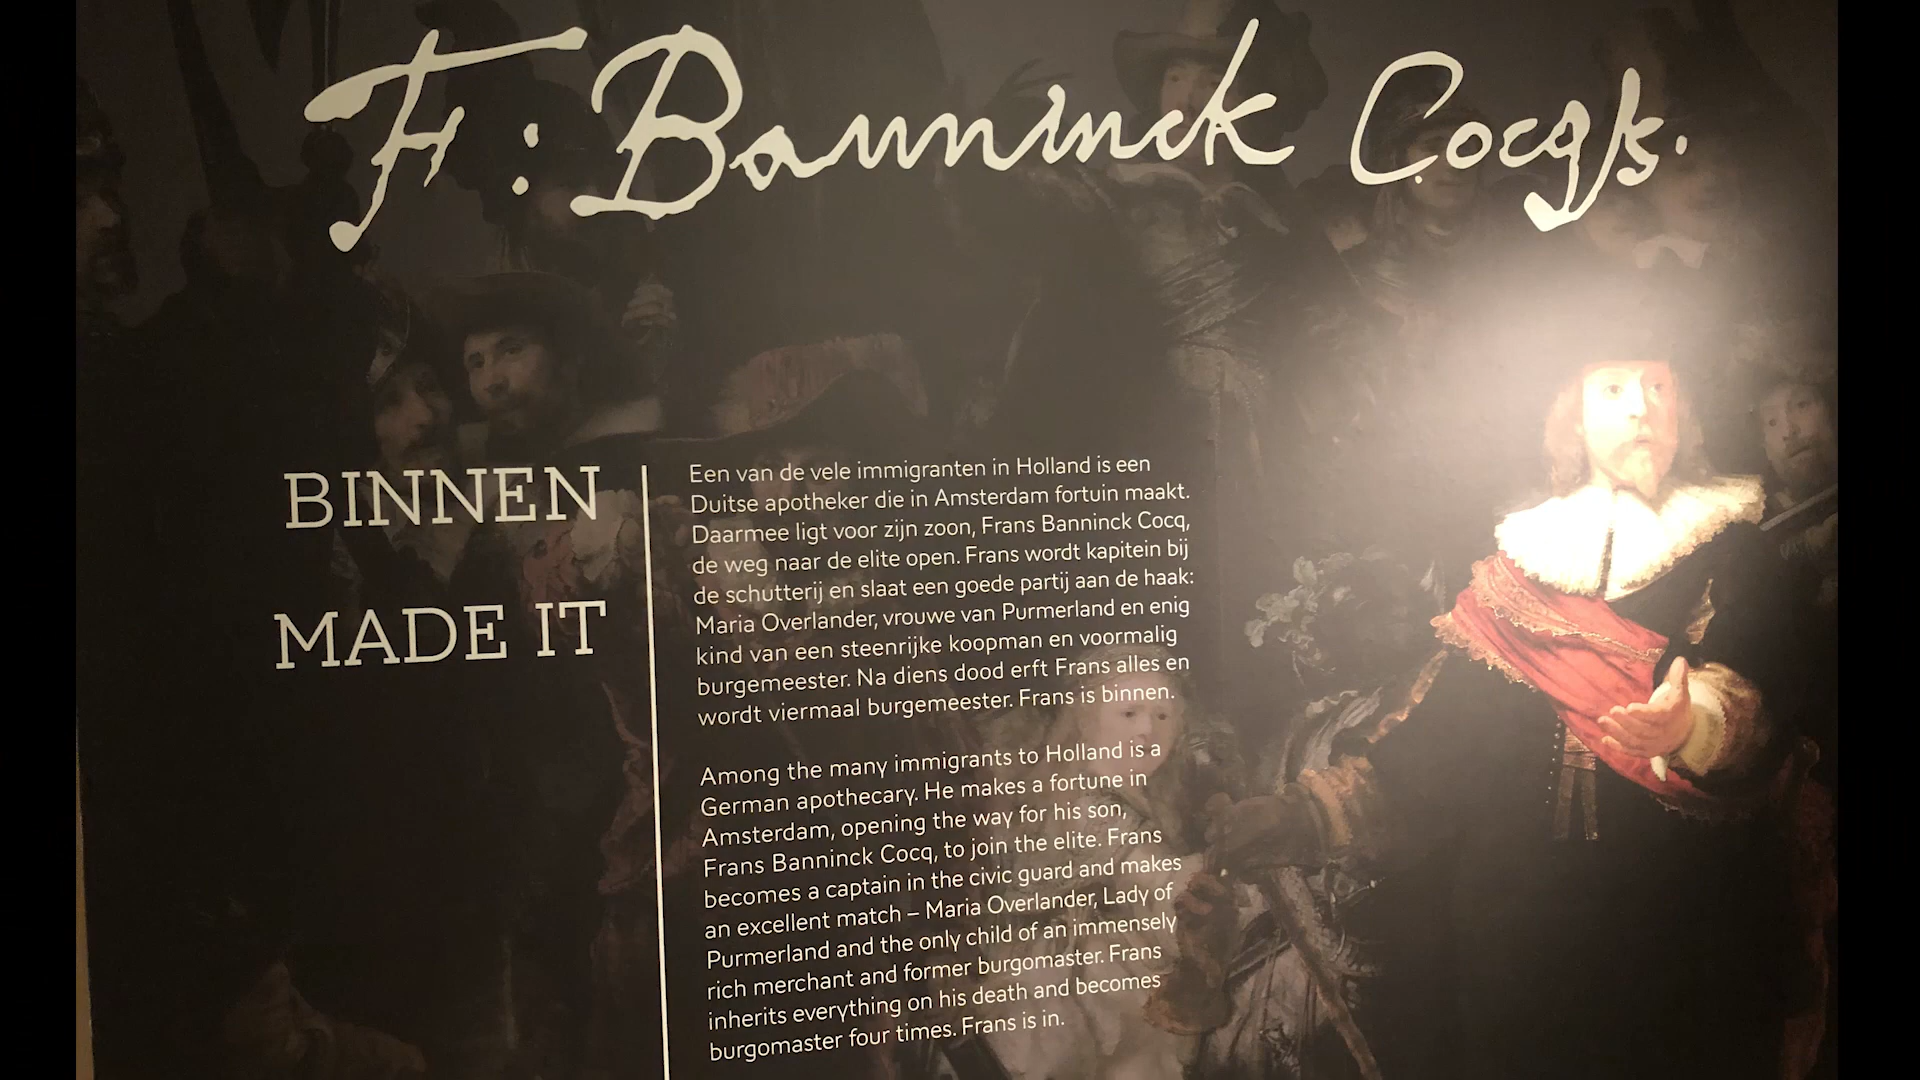 F: Banninck Cocq
BINNEN
MADE IT
Een van de vele immigranten in Holland is een
Duitse apotheker die in Amsterdam fortuin maakt.
Daarmee ligt voor zijn zoon, Frans Banninck Cocq,
de weg naar de elite open. Frans wordt kapitein bij
de schutterij en slaat een goede partij aan de haak:
Maria Overlander, vrouwe van Purmerland en enig
kind van een steenrijke koopman en voormalig
burgemeester. Na diens dood erft Frans alles en
wordt viermaal burgemeester. Frans is binnen.
Among the many immigrants to Holland is a
German apothecary. He makes a fortune in
Amsterdam, opening the way for his son,
Frans Banninck Cocq, to join the elite. Frans
becomes a captain in the civic guard and makes
an excellent match – Maria Overlander, Lady of
Purmerland and the only child of an immensely
rich merchant and former burgomaster. Frans
inherits everything on his death and becomes
burgomaster four times. Frans is in.